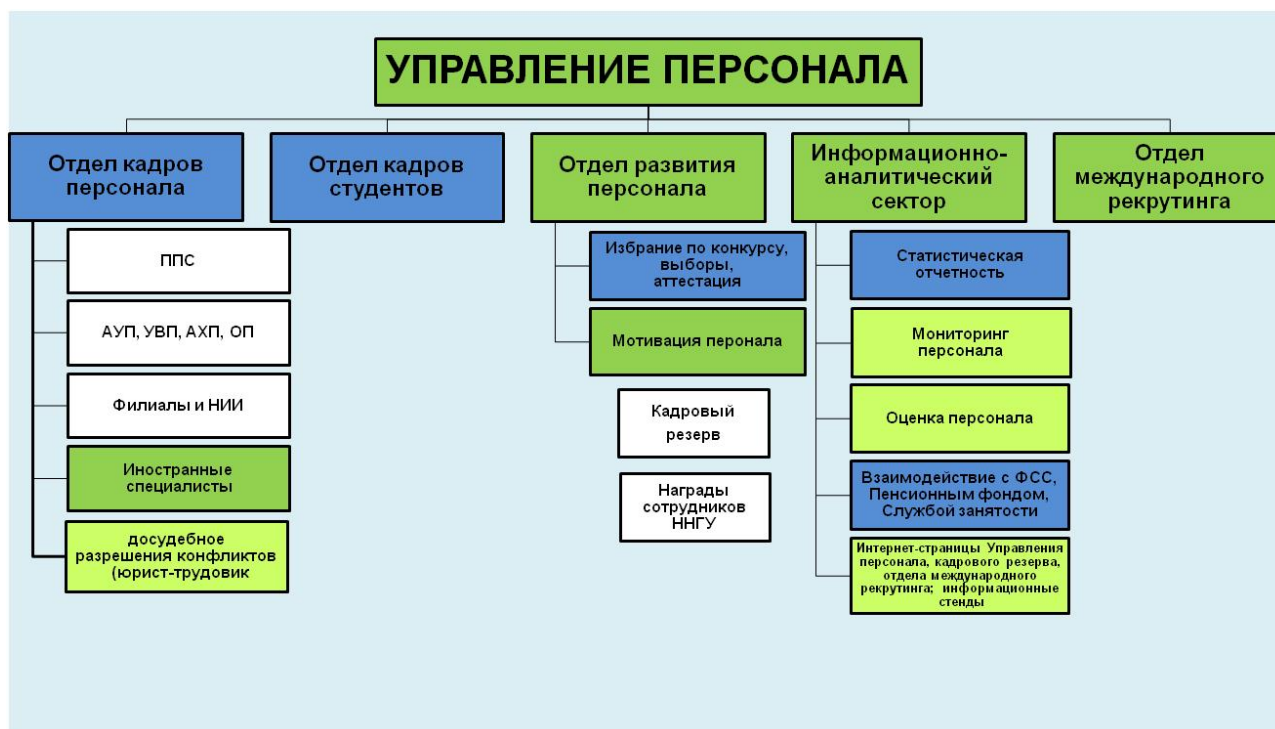 УПРАВЛЕНИЕ ПЕРСОНАЛА
Отдел кадров
персонала
Отдел кадров
студентов
Отдел развития
персонала
Информационно-
аналитический
сектор
Отдел
международного
рекрутинга
ППС
АУП, УВП, АХП, ОП
Филиалы и НИИ
Иностранные
специалисты
досудебное
разрешения конфликтов
(юрист-трудовик
Избрание по конкурсу,
выборы,
аттестация
Мотивация перонала
Кадровый
резерв
Награды
сотрудников
ННГУ
Статистическая
отчетность
Мониторинг
персонала
Оценка персонала
Взаимодействие с ФСС,
Пенсионным фондом,
Службой занятости
Интернет-страницы Управления
персонала, кадрового резерва,
отдела международного
рекрутинга; информационные
стенды